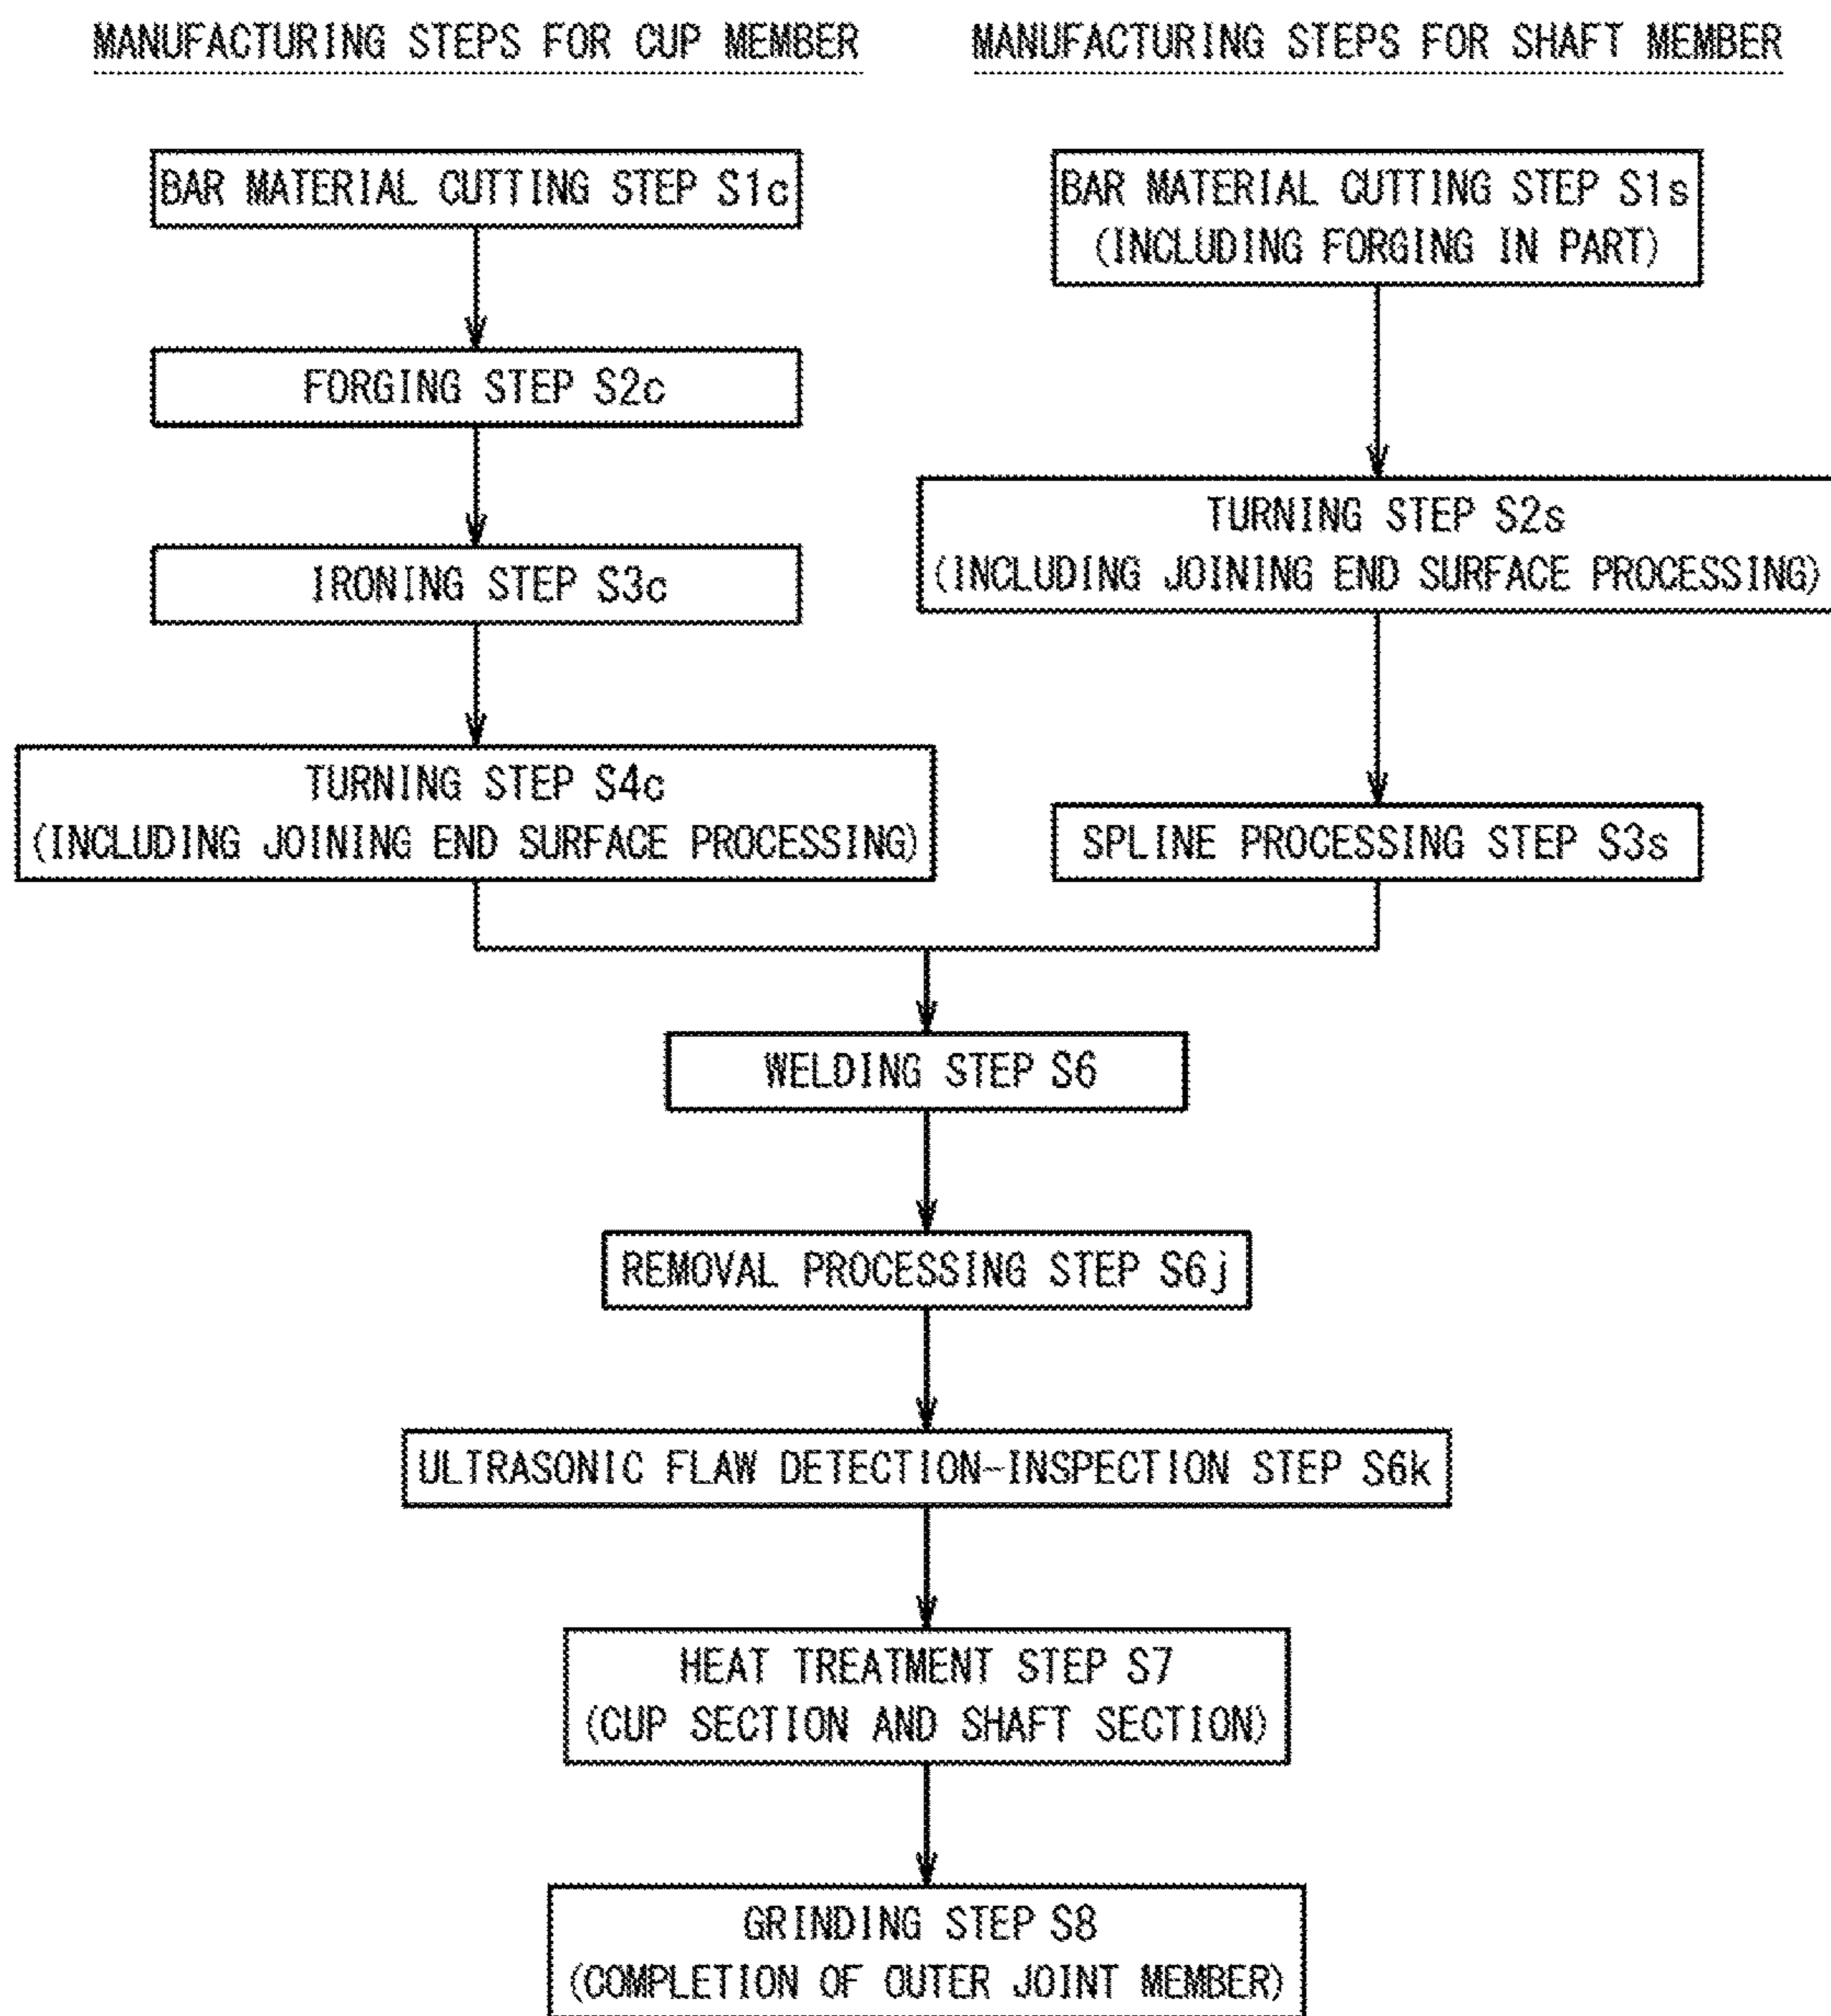 MANUFACTURING STEPS FOR CUP MEMBER
MANUFACTURING STEPS FOR SHAFT MEMBER
BAR MATERIAL CUTTING STEP S1c
BAR MATERIAL CUTTING STEP S1s
(INCLUDING FORGING IN PART)
FORGING STEP S2c
TURNING STEP S2s
(INCLUDING JOINING END SURFACE PROCESSING)
IRONING STEP S3c
TURNING STEP S4c
(INCLUDING JOINING END SURFACE PROCESSING)
SPLINE PROCESSING STEP S3s
WELDING STEP S6
REMOVAL PROCESSING STEP S6j
ULTRASONIC FLAW DETECTION-INSPECTION STEP S6k
HEAT TREATMENT STEP S7
(CUP SECTION AND SHAFT SECTION)
GRINDING STEP S8
(COMPLETION OF OUTER JOINT MEMBER)